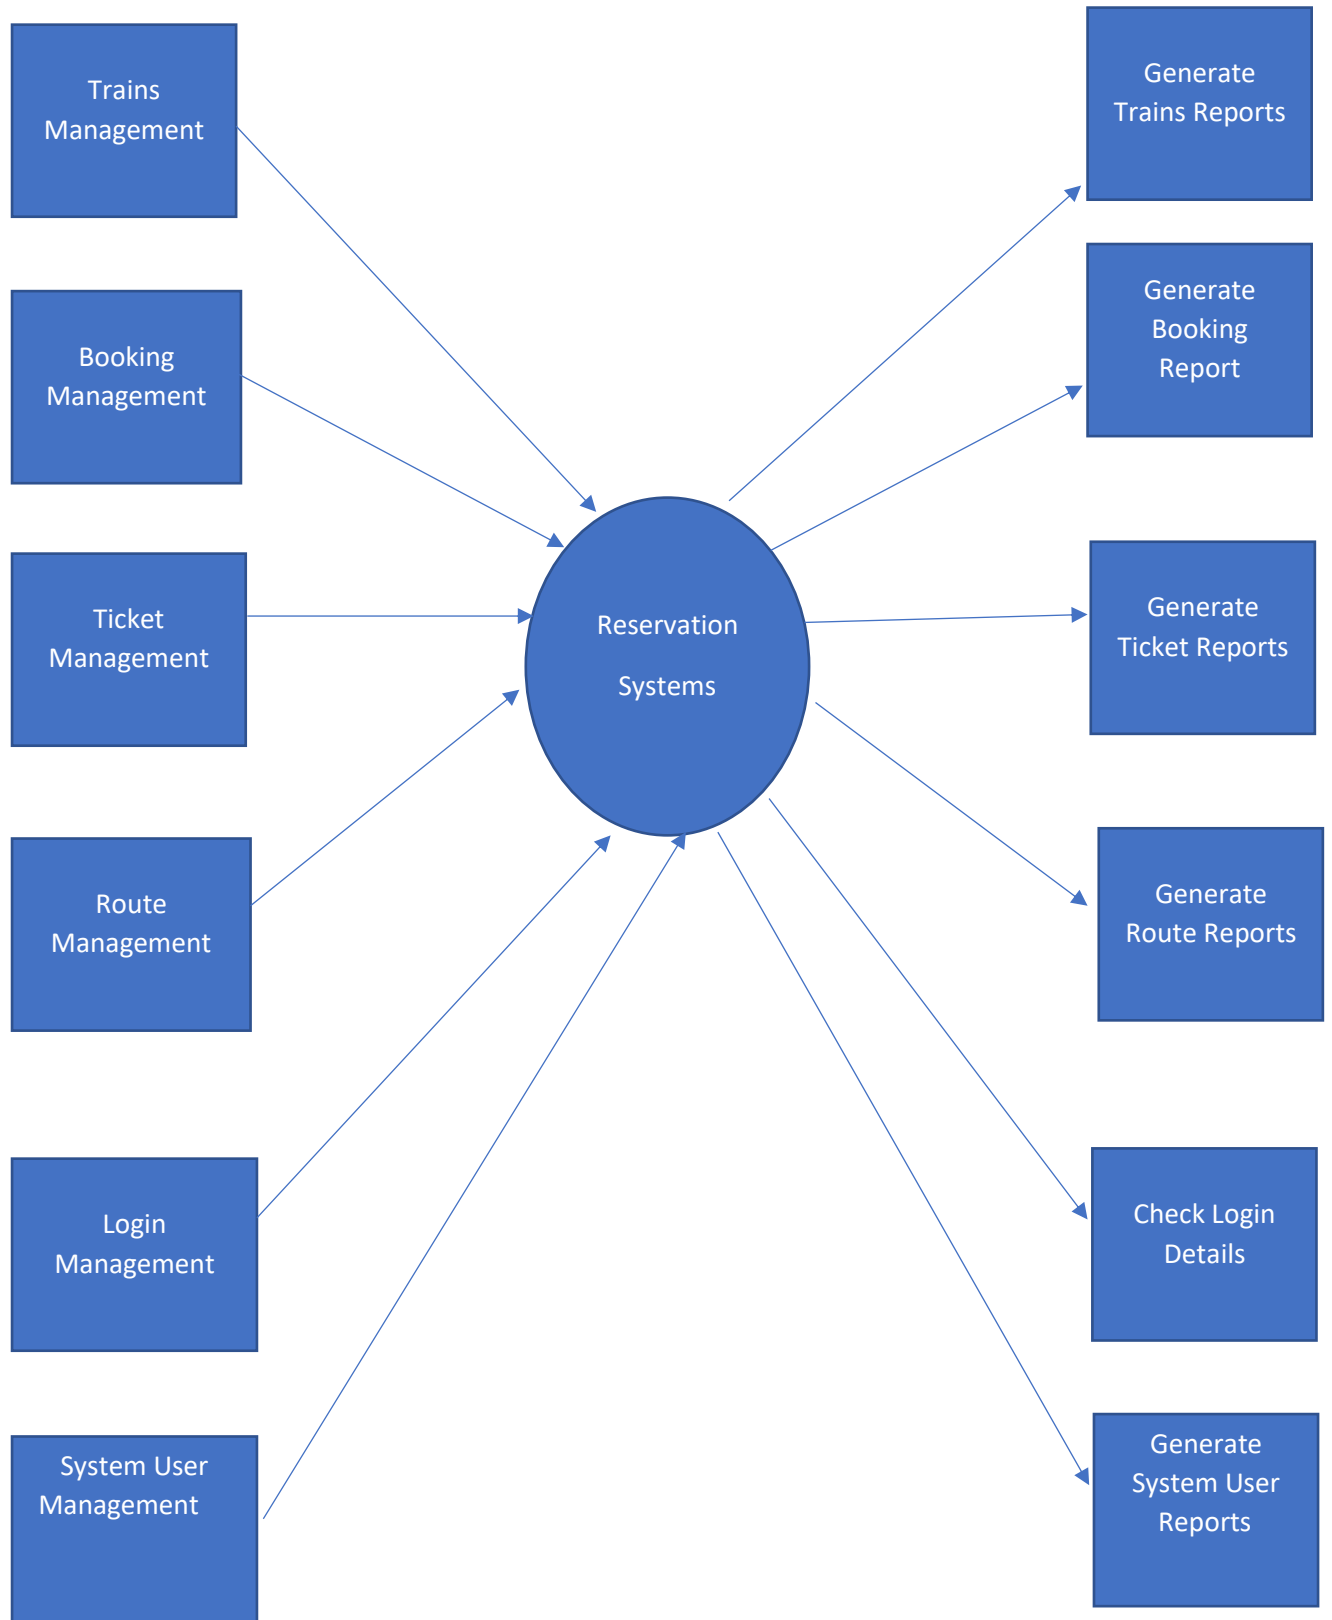 Trains
Management
Booking
Management
Ticket
Management
Route
Management
Login
Management
System User
Management
Reservation
Systems
Generate
Trains Reports
Generate
Booking
Report
Generate
Ticket Reports
Generate
Route Reports
Check Login
Details
Generate
System User
Reports